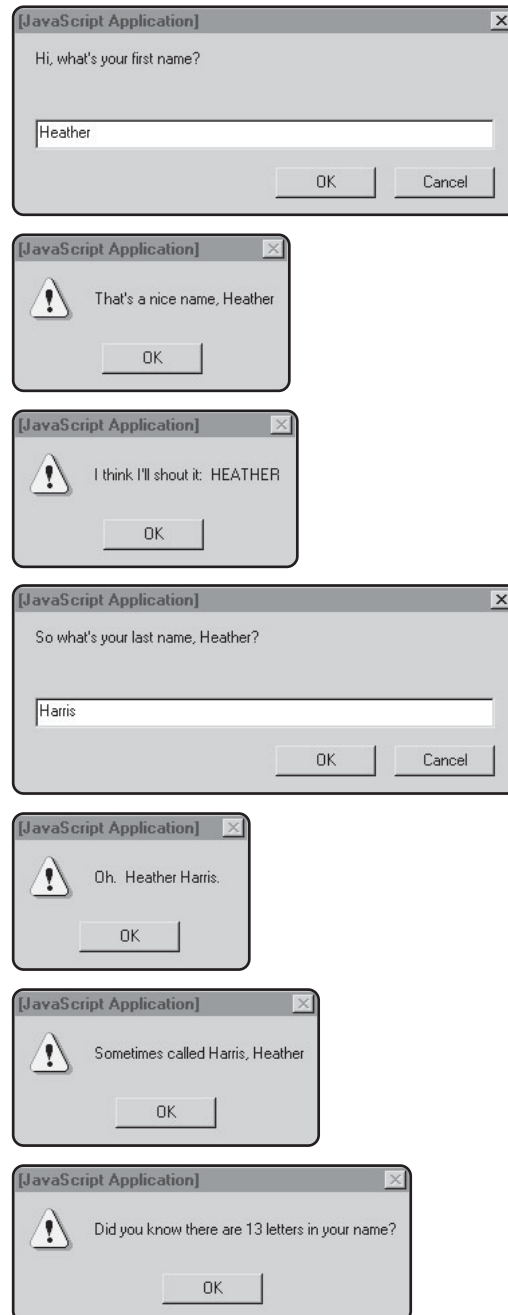 [JavaScript Application]
Hi, what's your first name?
Heather
OK Cancel
[JavaScript Application]
That's a nice name, Heather
OK
[JavaScript Application]
I think I'll shout it:  HEATHER
OK
[JavaScript Application]
So what's your last name, Heather?
Harris
OK Cancel
[JavaScript Application]
Oh.  Heather Harris.
OK
[JavaScript Application]
Sometimes called Harris, Heather
OK
[JavaScript Application]
Did you know there are 13 letters in your name?
OK